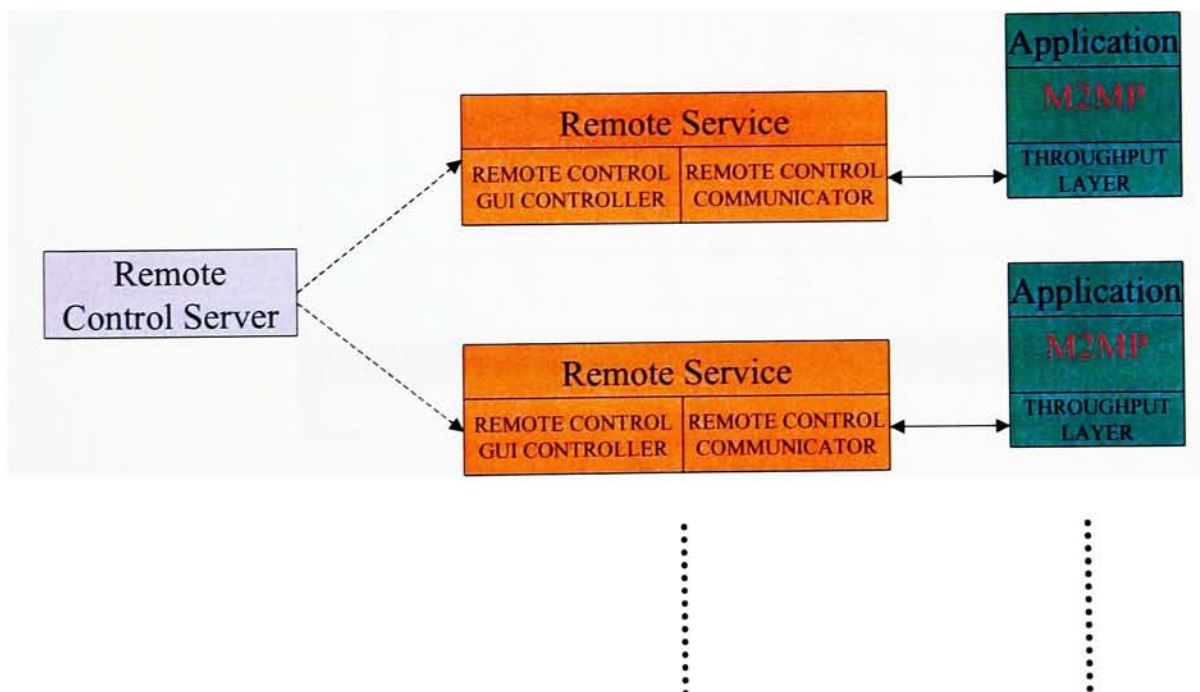 Application
M2MP
THROUGHPUT
LAYER
Remote Service
REMOTE CONTROL
GUI CONTROLLER
REMOTE CONTROL
COMMUNICATOR
Remote
Control Server
Application
M2MP
THROUGHPUT
LAYER
Remote Service
REMOTE CONTROL
GUI CONTROLLER
REMOTE CONTROL
COMMUNICATOR